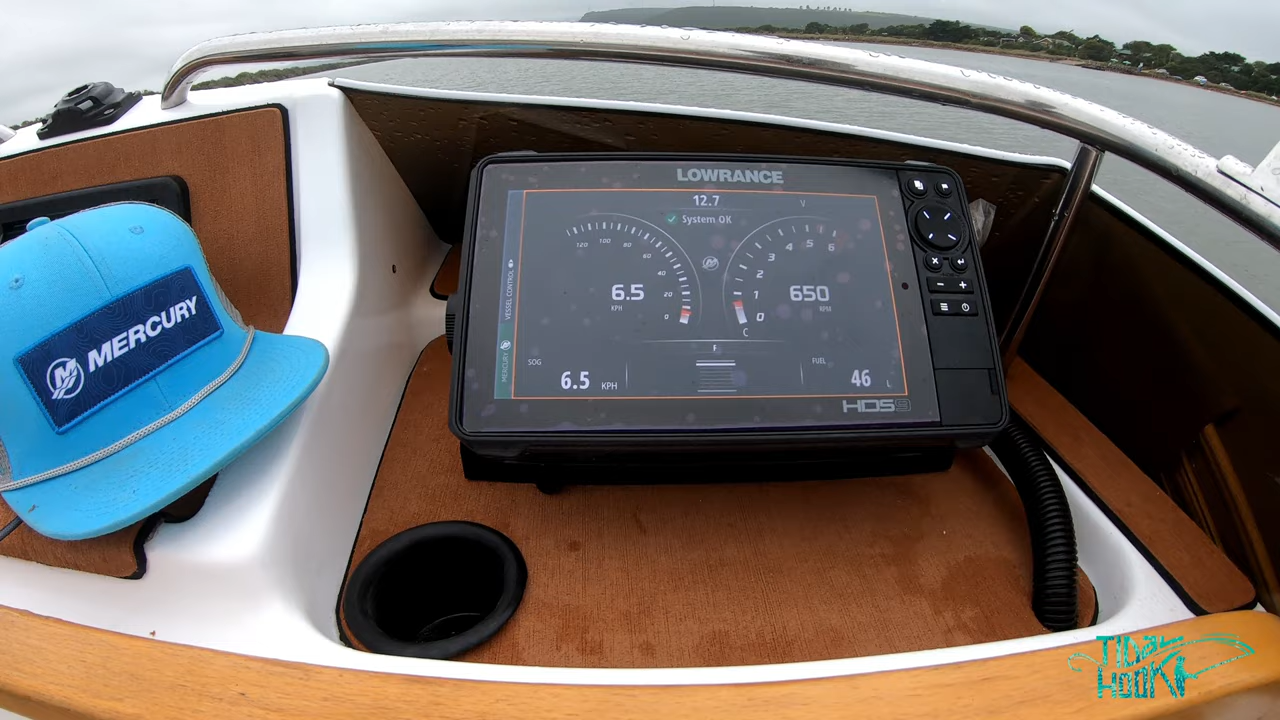 MERCURY
LOWRANCE
12.7 V
System OK
120 100 80 60 40 20 0
6.5
KPH
0 1 2 3 4 5 6
650
RPM
C
F
SOG
6.5 KPH
FUEL
46 L
MERCURY VESSEL CONTROL
HDS9
TIDAL
HOOK